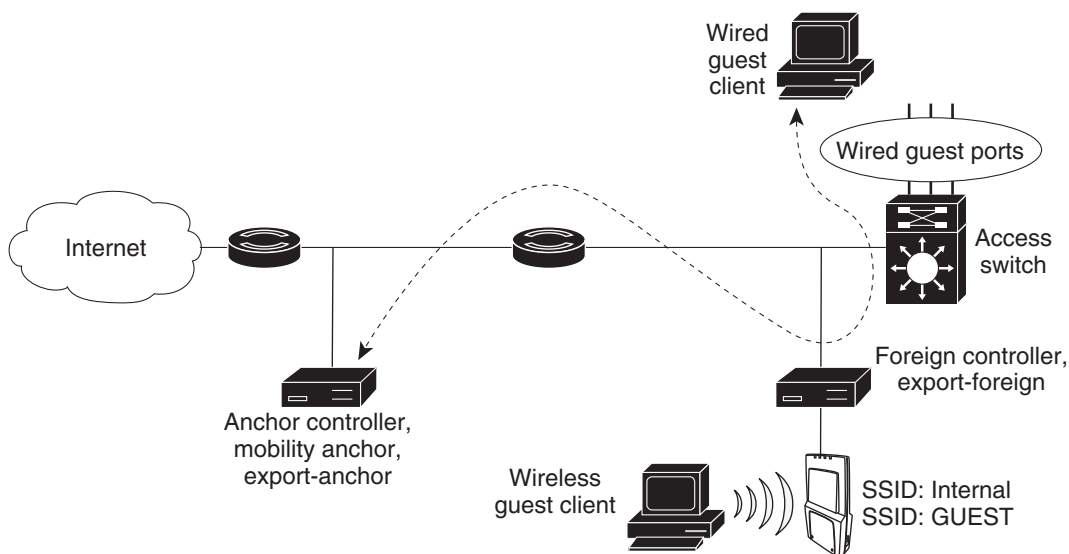 Wired
guest
client
Wired guest ports
Internet
Access
switch
Foreign controller,
export-foreign
Anchor controller,
mobility anchor,
export-anchor
Wireless
guest client
SSID: Internal
SSID: GUEST